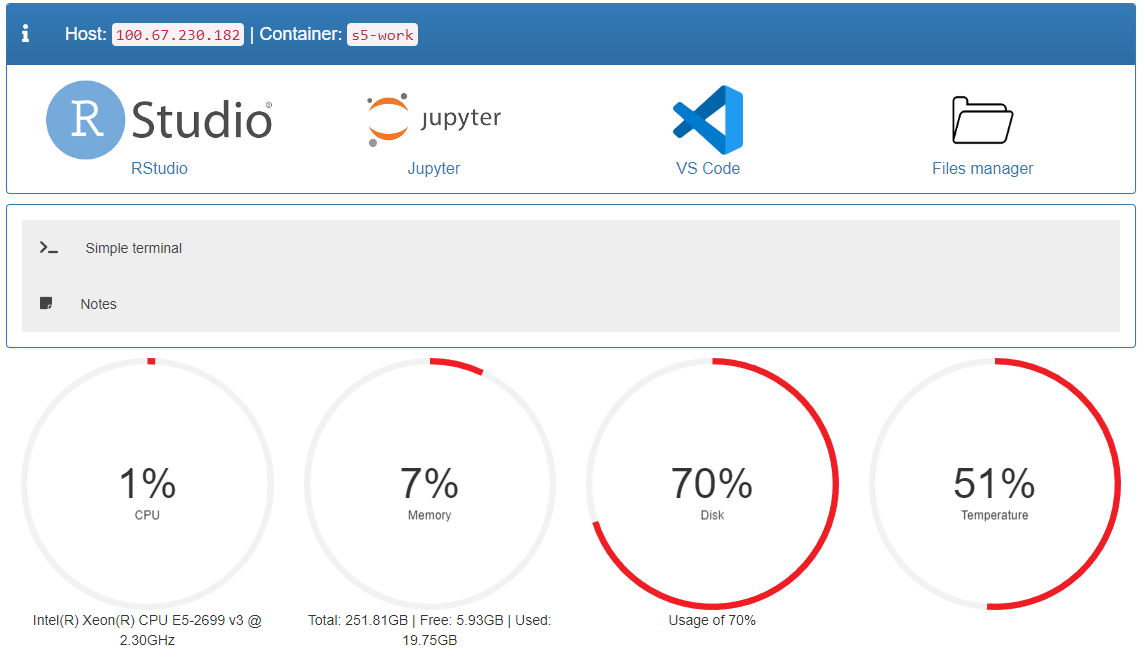 Host: 100.67.230.182 | Container: s5-work
R Studio®
jupyter
RStudio
Jupyter
VS Code
Files manager
Simple terminal
Notes
1%
CPU
7%
Memory
70%
Disk
51%
Temperature
Intel(R) Xeon(R) CPU E5-2699 v3 @
2.30GHz
Total: 251.81GB | Free: 5.93GB | Used:
19.75GB
Usage of 70%